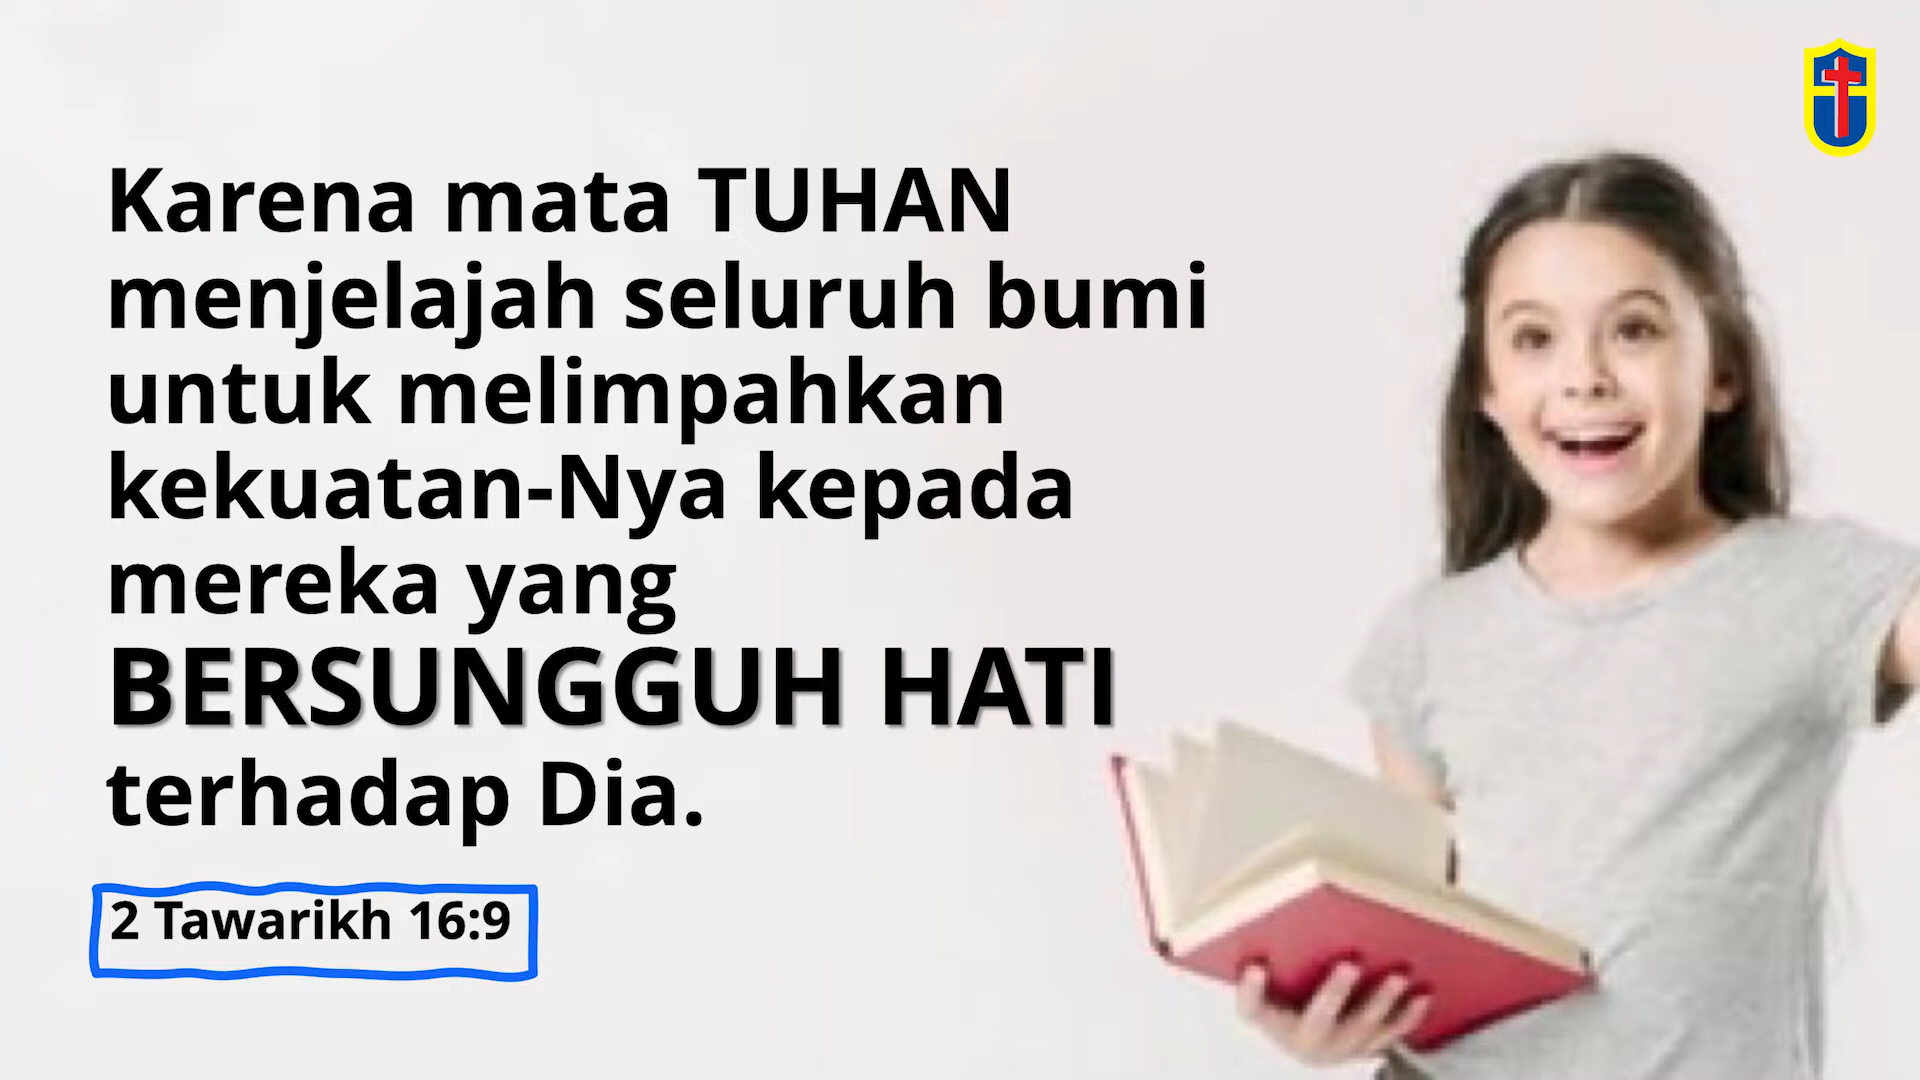 Karena mata TUHAN
menjelajah seluruh bumi
untuk melimpahkan
kekuatan-Nya kepada
mereka yang
BERSUNGGUH HATI
terhadap Dia.
2 Tawarikh 16:9